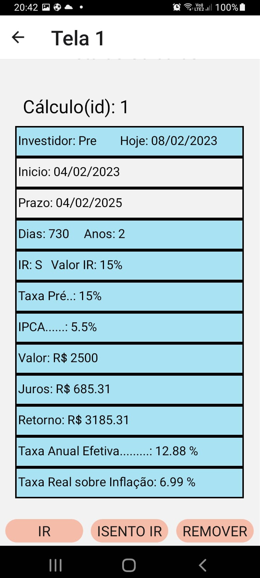 20:42 100%
Tela 1
Cálculo(id): 1
Investidor: Pre Hoje: 08/02/2023
Inicio: 04/02/2023
Prazo: 04/02/2025
Dias: 730 Anos: 2
IR: S Valor IR: 15%
Taxa Pré..: 15%
IPCA......: 5.5%
Valor: R$ 2500
Juros: R$ 685.31
Retorno: R$ 3185.31
Taxa Anual Efetiva.........: 12.88 %
Taxa Real sobre Inflação: 6.99 %
IR ISENTO IR REMOVER